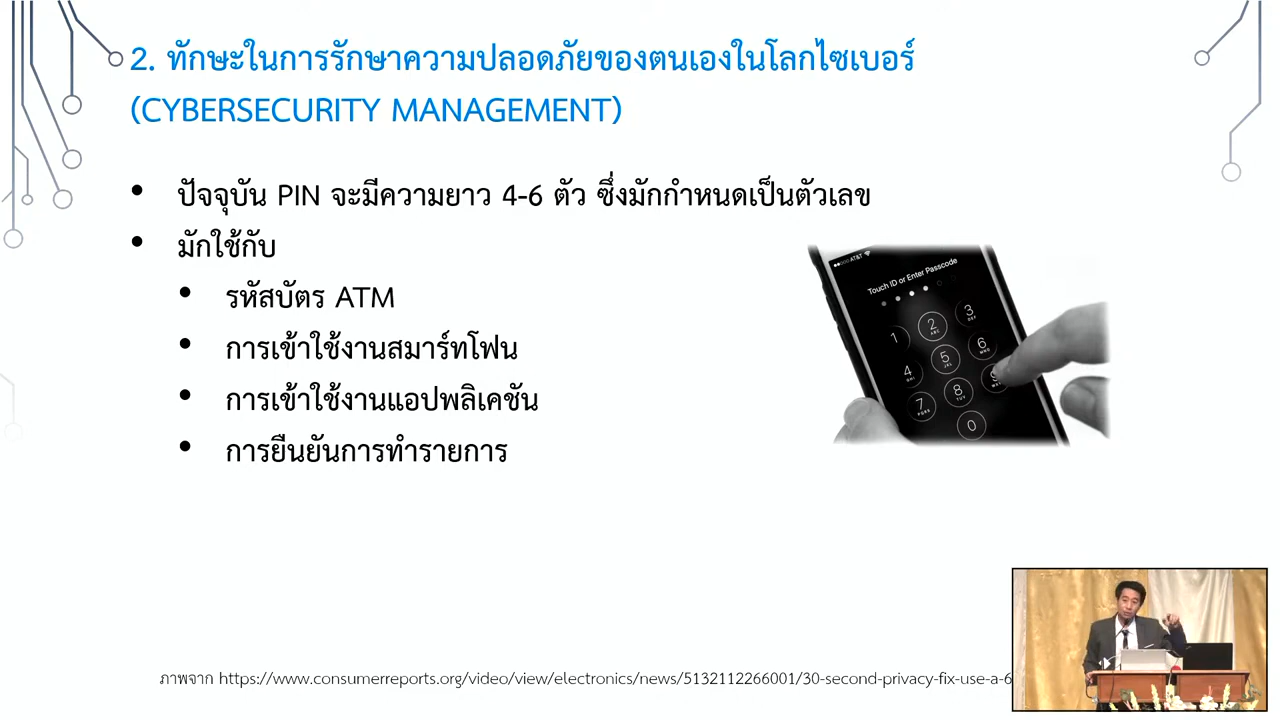 2. ทักษะในการรักษาความปลอดภัยของตนเองในโลกไซเบอร์
(CYBERSECURITY MANAGEMENT)
• ปัจจุบัน PIN จะมีความยาว 4-6 ตัว ซึ่งมักกำหนดเป็นตัวเลข
• มักใช้กับ
• รหัสบัตร ATM
• การเข้าใช้งานสมาร์ทโฟน
• การเข้าใช้งานแอปพลิเคชัน
• การยืนยันการทำรายการ
AT&T
Touch ID or Enter Passcode
1 2 3
ABC DEF
4 5 6
GHI JKL MNO
7 8 9
PQRS TUV
0
ภาพจาก https://www.consumerreports.org/video/view/electronics/news/5132112266001/30-second-privacy-fix-use-a-6